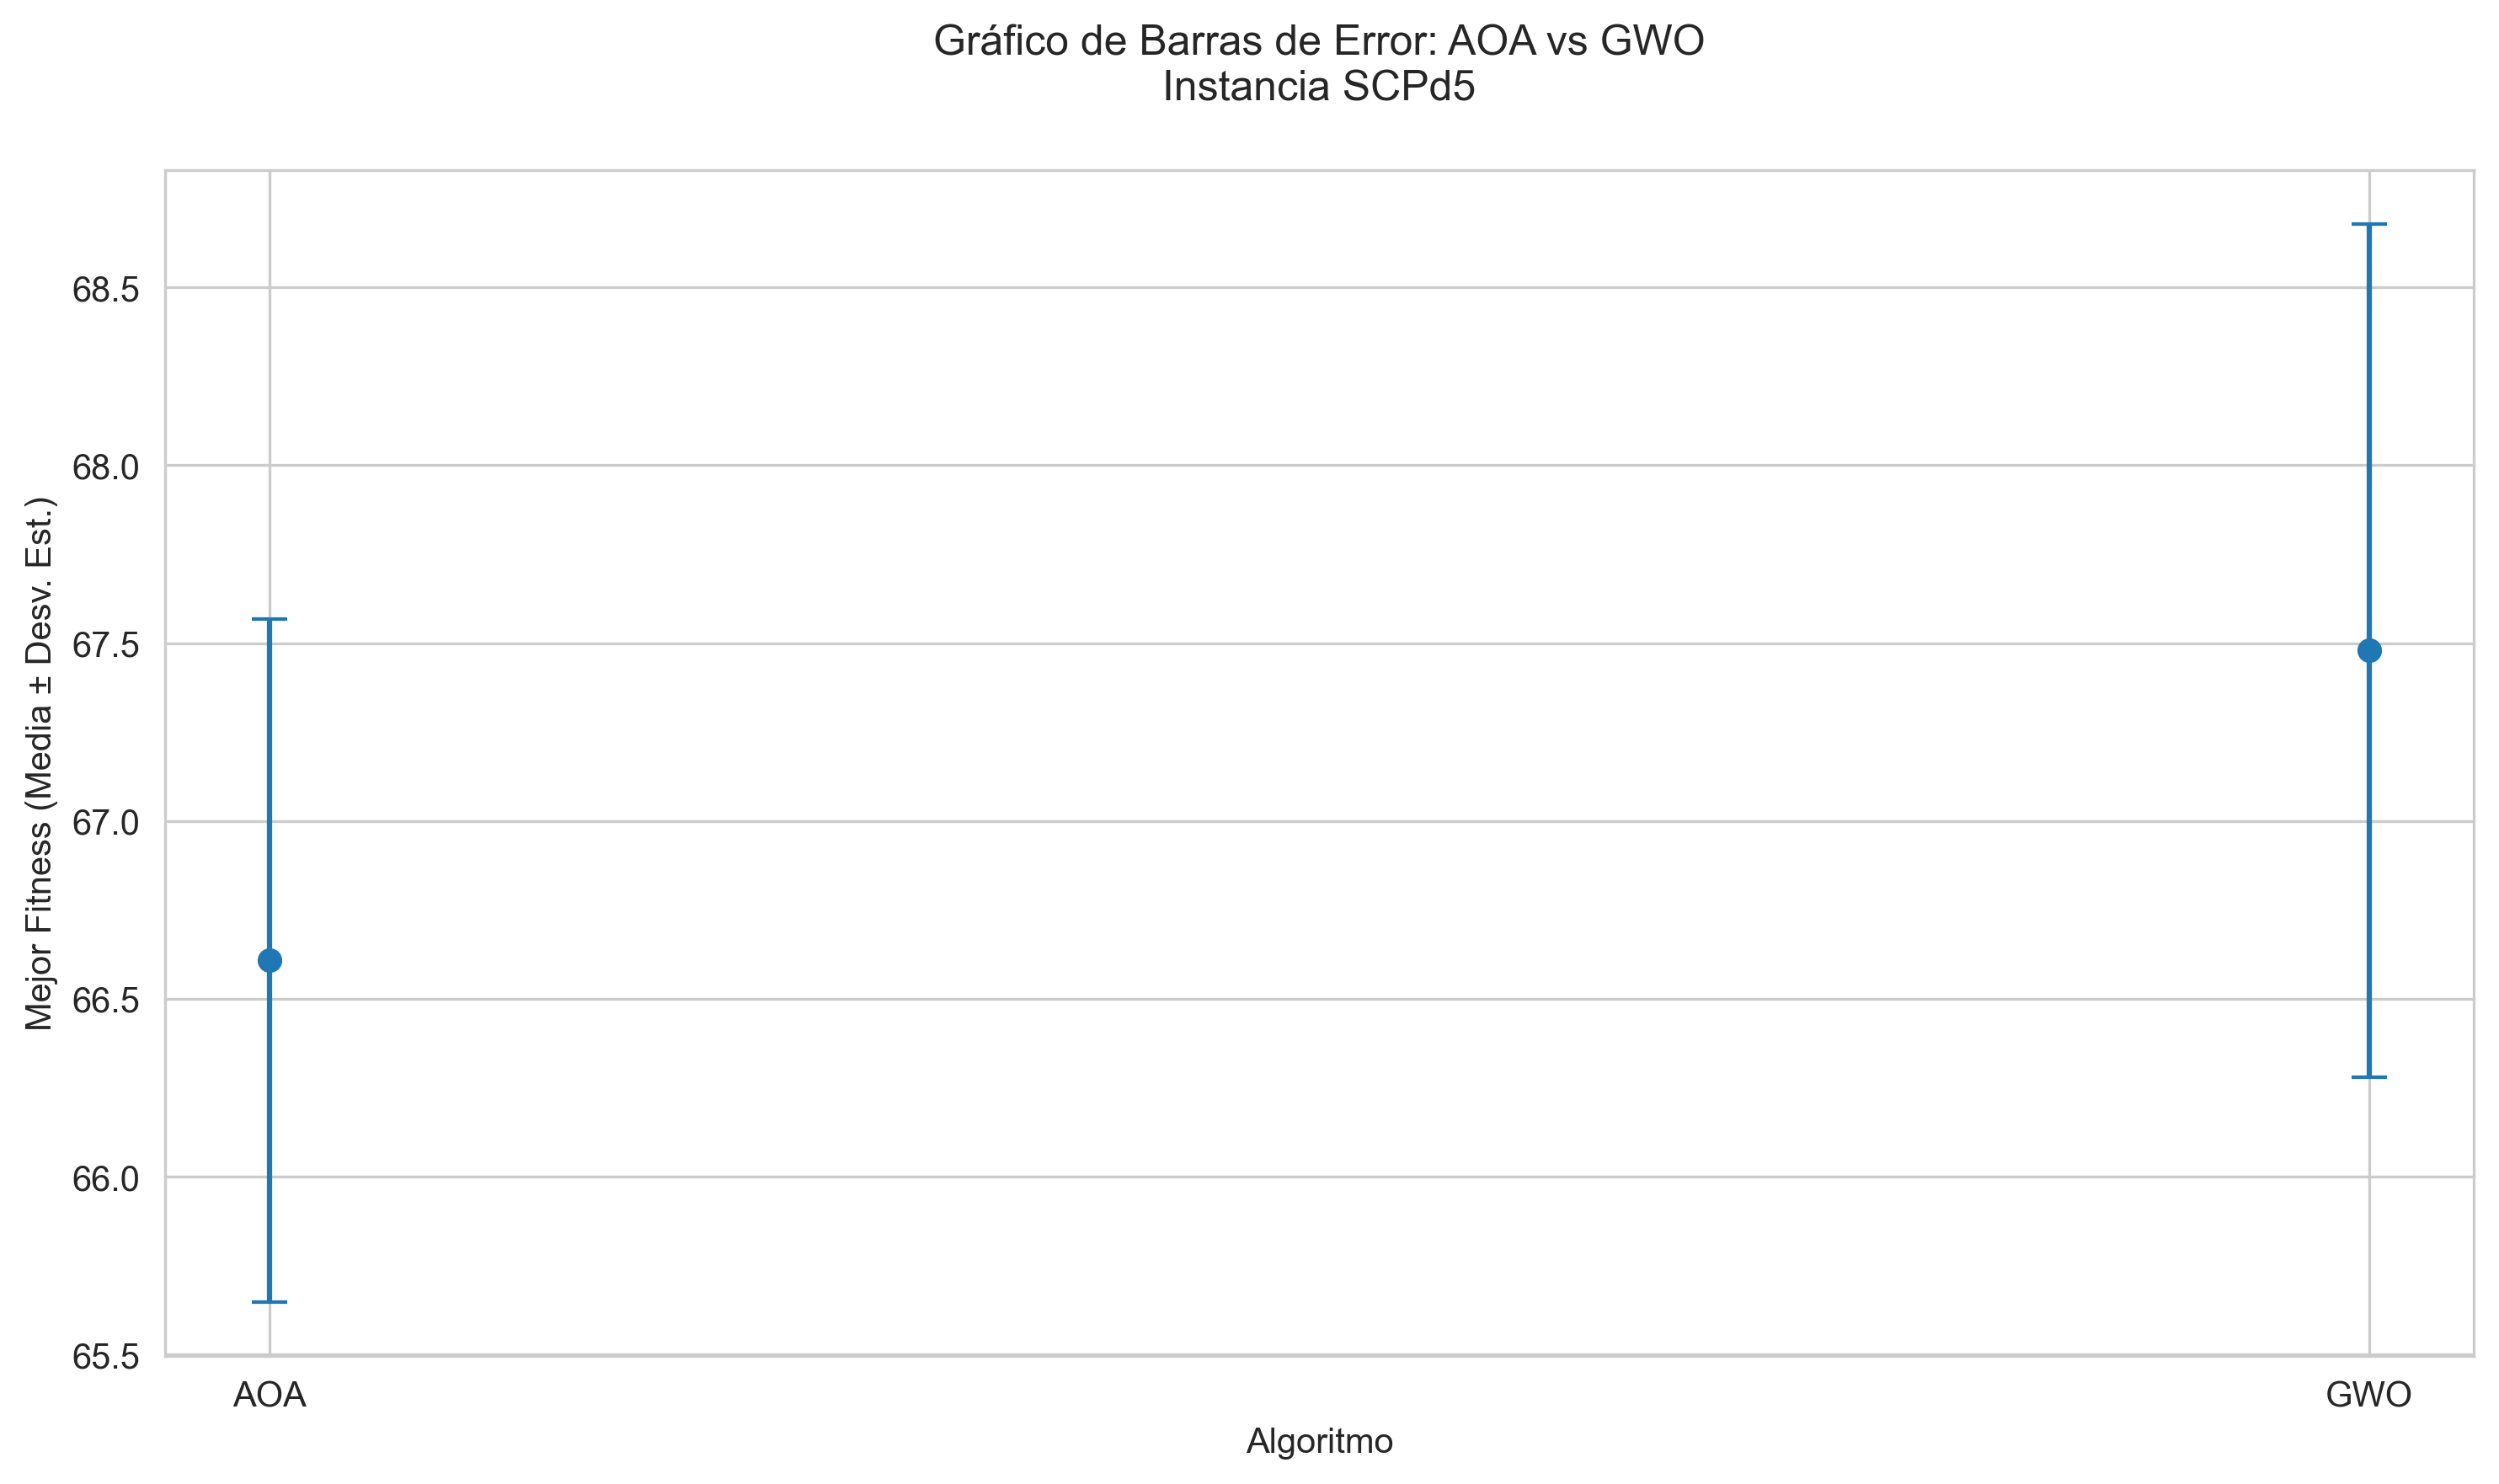 Gráfico de Barras de Error: AOA vs GWO
Instancia SCPd5
Mejor Fitness (Media ± Desv. Est.)
68.5
68.0
67.5
67.0
66.5
66.0
65.5
AOA
GWO
Algoritmo